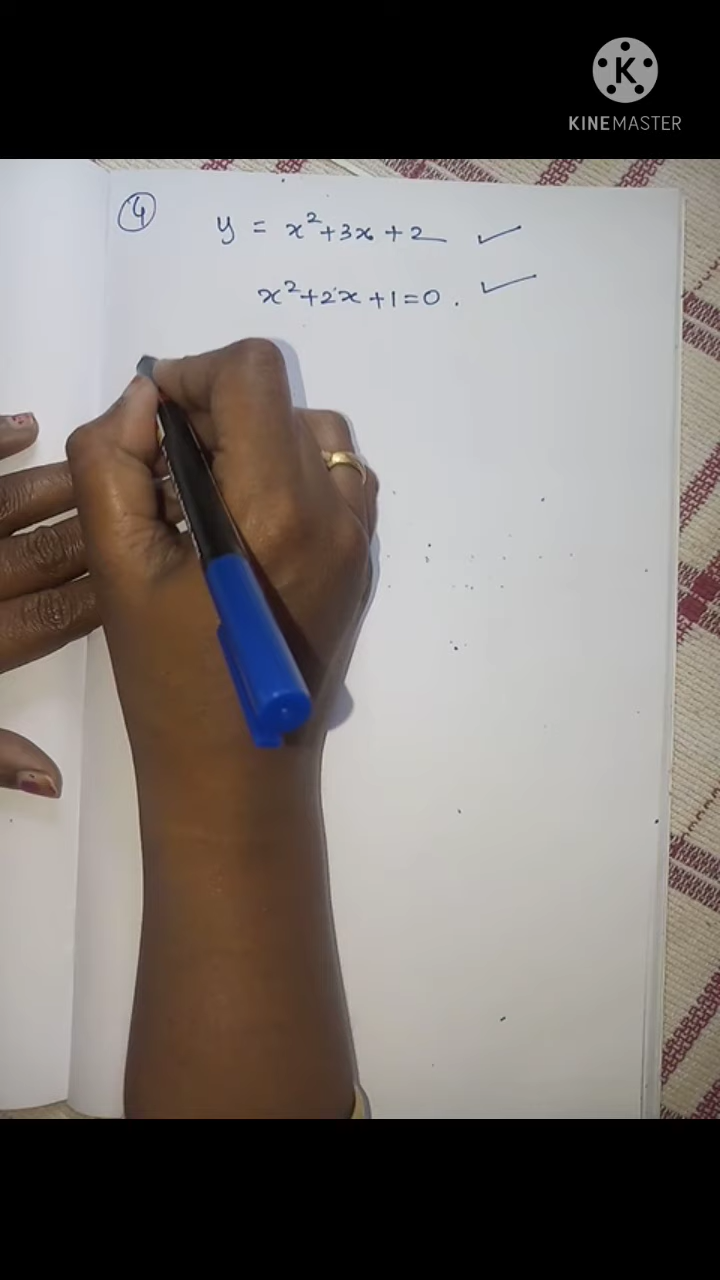 K
KINEMASTER
4
y = x²+3x+2
x²+2x+1=0.